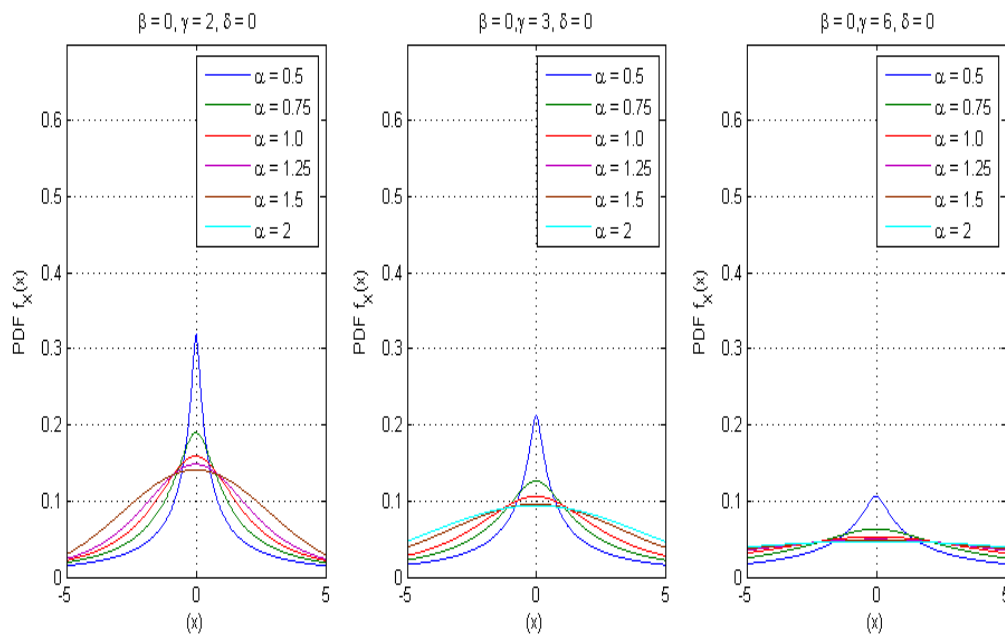 β = 0, γ = 2, δ = 0
PDF f_X(x)
0.6
0.5
0.4
0.3
0.2
0.1
0
-5
0
5
(x)
α = 0.5
α = 0.75
α = 1.0
α = 1.25
α = 1.5
α = 2
β = 0,γ = 3, δ = 0
PDF f_X(x)
0.6
0.5
0.4
0.3
0.2
0.1
0
-5
0
5
(x)
α = 0.5
α = 0.75
α = 1.0
α = 1.25
α = 1.5
α = 2
β = 0,γ = 6, δ = 0
PDF f_X(x)
0.6
0.5
0.4
0.3
0.2
0.1
0
-5
0
5
(x)
α = 0.5
α = 0.75
α = 1.0
α = 1.25
α = 1.5
α = 2